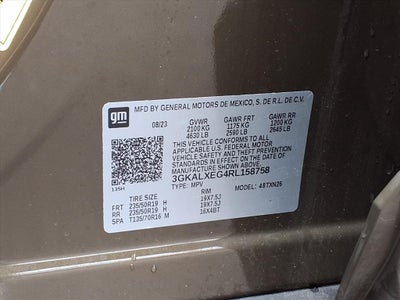 gm
MFD BY GENERAL MOTORS DE MEXICO, S. DE R.L. DE C.V.
08/23 GVWR GAWR FRT GAWR RR
2100 KG 1175 KG 1200 KG
4630 LB 2590 LB 2645 LB
THIS VEHICLE CONFORMS TO ALL
APPLICABLE U.S. FEDERAL MOTOR
VEHICLE SAFETY AND THEFT
PREVENTION STANDARDS IN EFFECT
ON THE DATE OF MANUFACTURE
SHOWN ABOVE.
3GKALXEG4RL158758
TYPE: MPV MODEL: 4BTXN26
TIRE SIZE RIM
FRT 235/50R19 H 19X7.5J
RR 235/50R19 H 19X7.5J
SPA T135/70R16 M 16X4BT